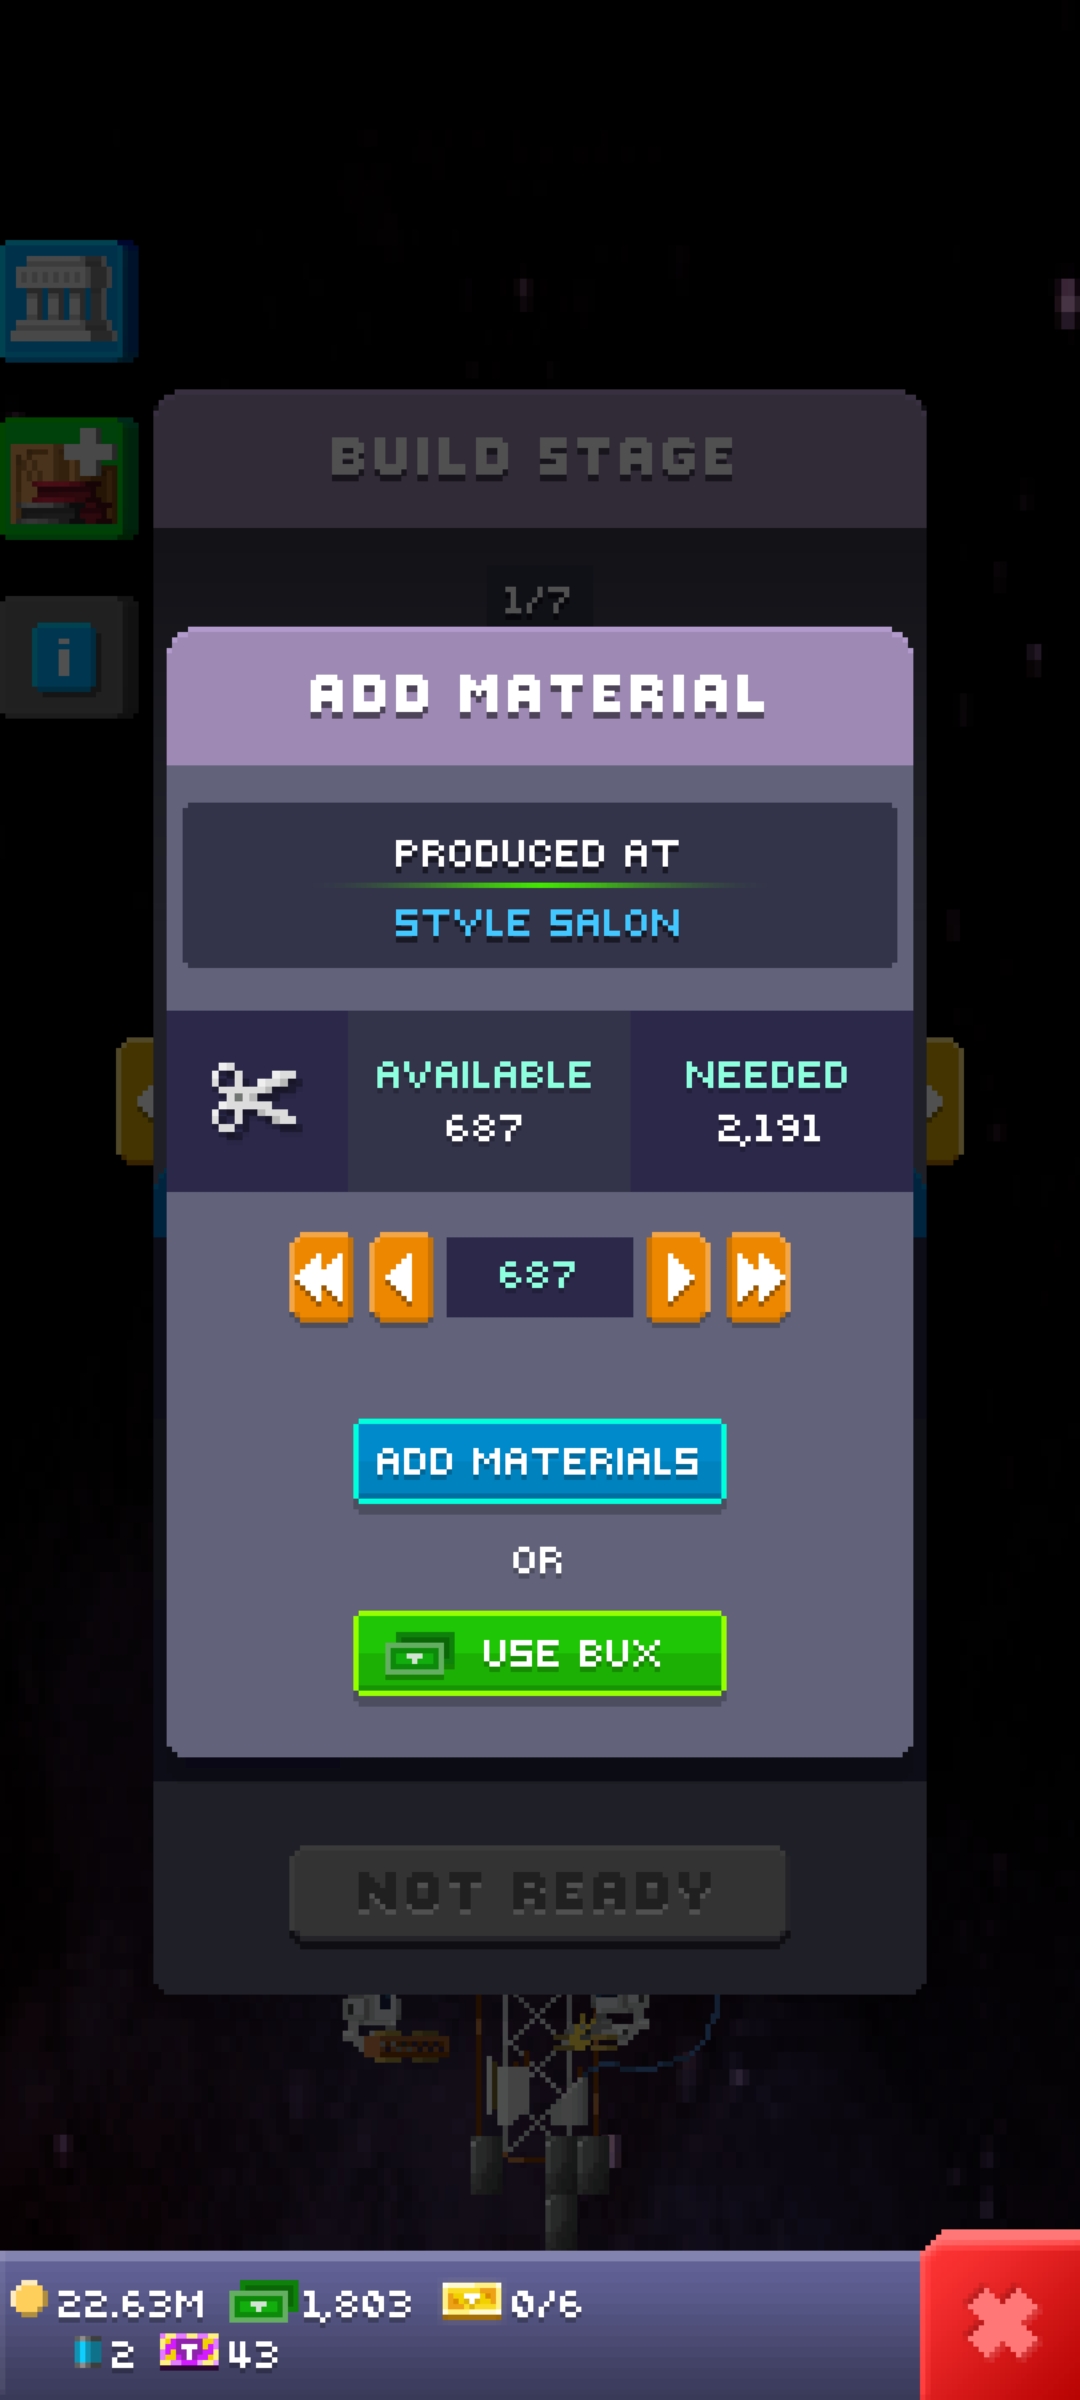 BUILD STAGE
1/7
ADD MATERIAL
PRODUCED AT
STYLE SALON
AVAILABLE
687
NEEDED
2,191
687
ADD MATERIALS
OR
USE BUX
NOT READY
22.63M 1,803 0/6
2 43